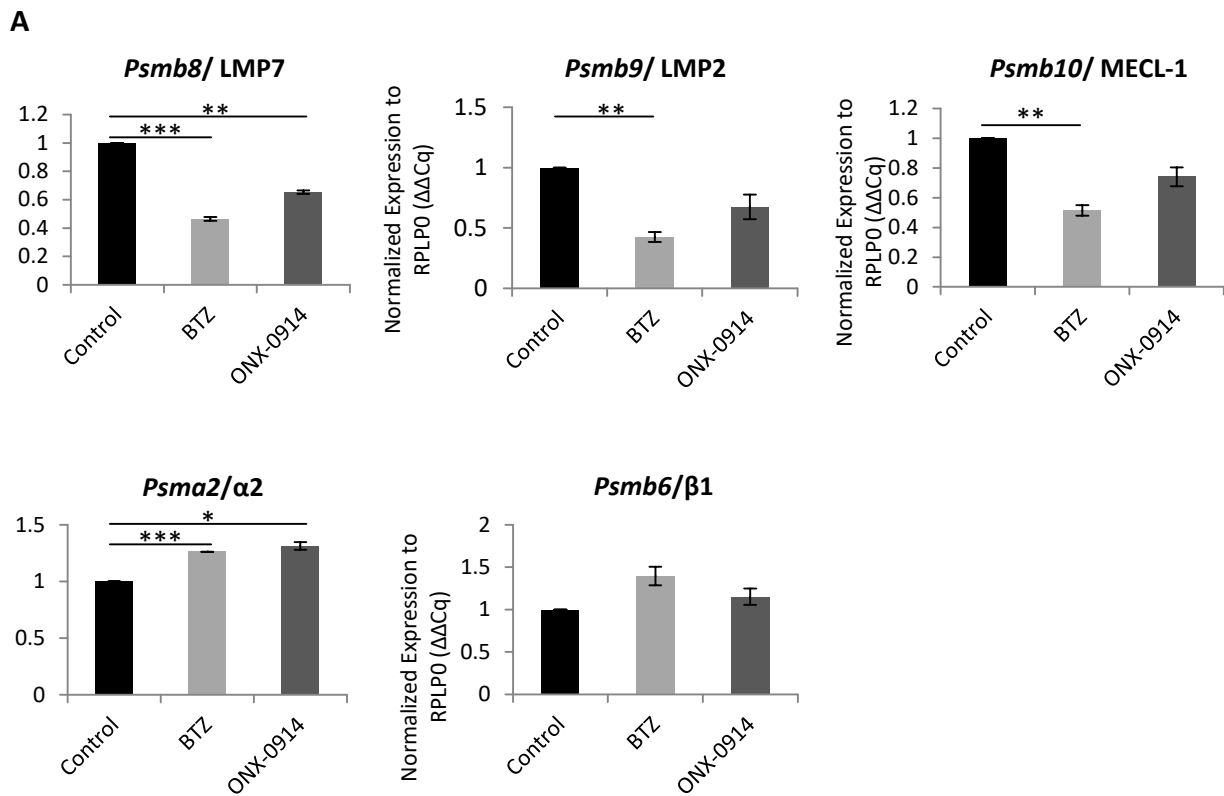 A
Psmb8/ LMP7
1.2
1
0.8
0.6
0.4
0.2
0
**
***
Control
BTZ
ONX-0914
Psmb9/ LMP2
Normalized Expression to
RPLP0 (ΔΔCq)
1.5
1
0.5
0
**
Control
BTZ
ONX-0914
Psmb10/ MECL-1
Normalized Expression to
RPLP0 (ΔΔCq)
1.2
1
0.8
0.6
0.4
0.2
0
**
Control
BTZ
ONX-0914
Psma2/α2
1.5
1
0.5
0
*
***
Control
BTZ
ONX-0914
Psmb6/β1
Normalized Expression to
RPLP0 (ΔΔCq)
2
1.5
1
0.5
0
Control
BTZ
ONX-0914